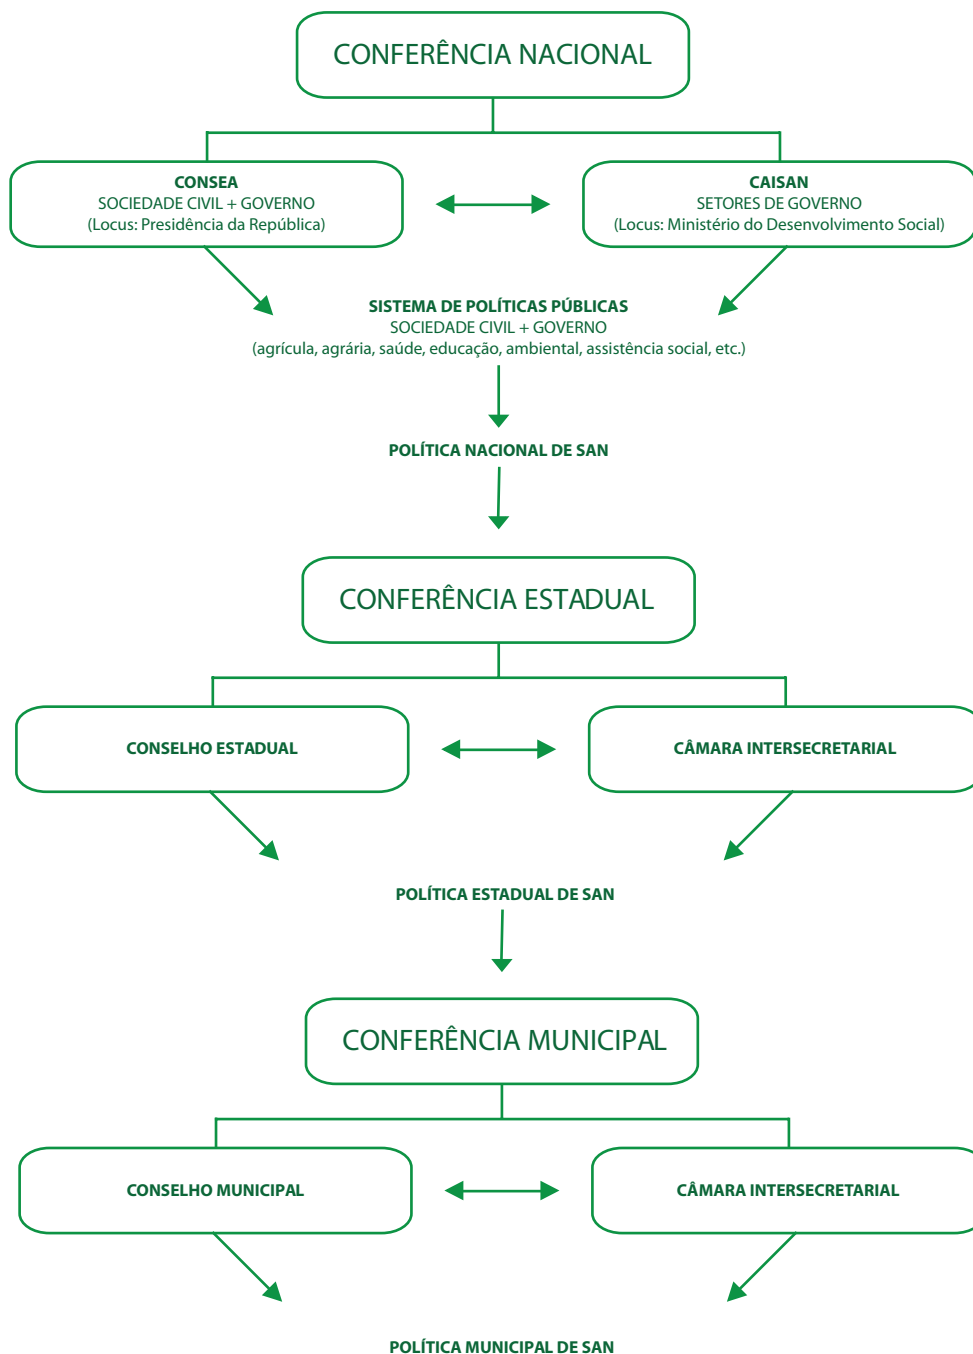 CONFERÊNCIA NACIONAL
CONSEA
SOCIEDADE CIVIL + GOVERNO
(Locus: Presidência da República)
CAISAN
SETORES DE GOVERNO
(Locus: Ministério do Desenvolvimento Social)
SISTEMA DE POLÍTICAS PÚBLICAS
SOCIEDADE CIVIL + GOVERNO
(agrícula, agrária, saúde, educação, ambiental, assistência social, etc.)
POLÍTICA NACIONAL DE SAN
CONFERÊNCIA ESTADUAL
CONSELHO ESTADUAL
CÂMARA INTERSECRETARIAL
POLÍTICA ESTADUAL DE SAN
CONFERÊNCIA MUNICIPAL
CONSELHO MUNICIPAL
CÂMARA INTERSECRETARIAL
POLÍTICA MUNICIPAL DE SAN